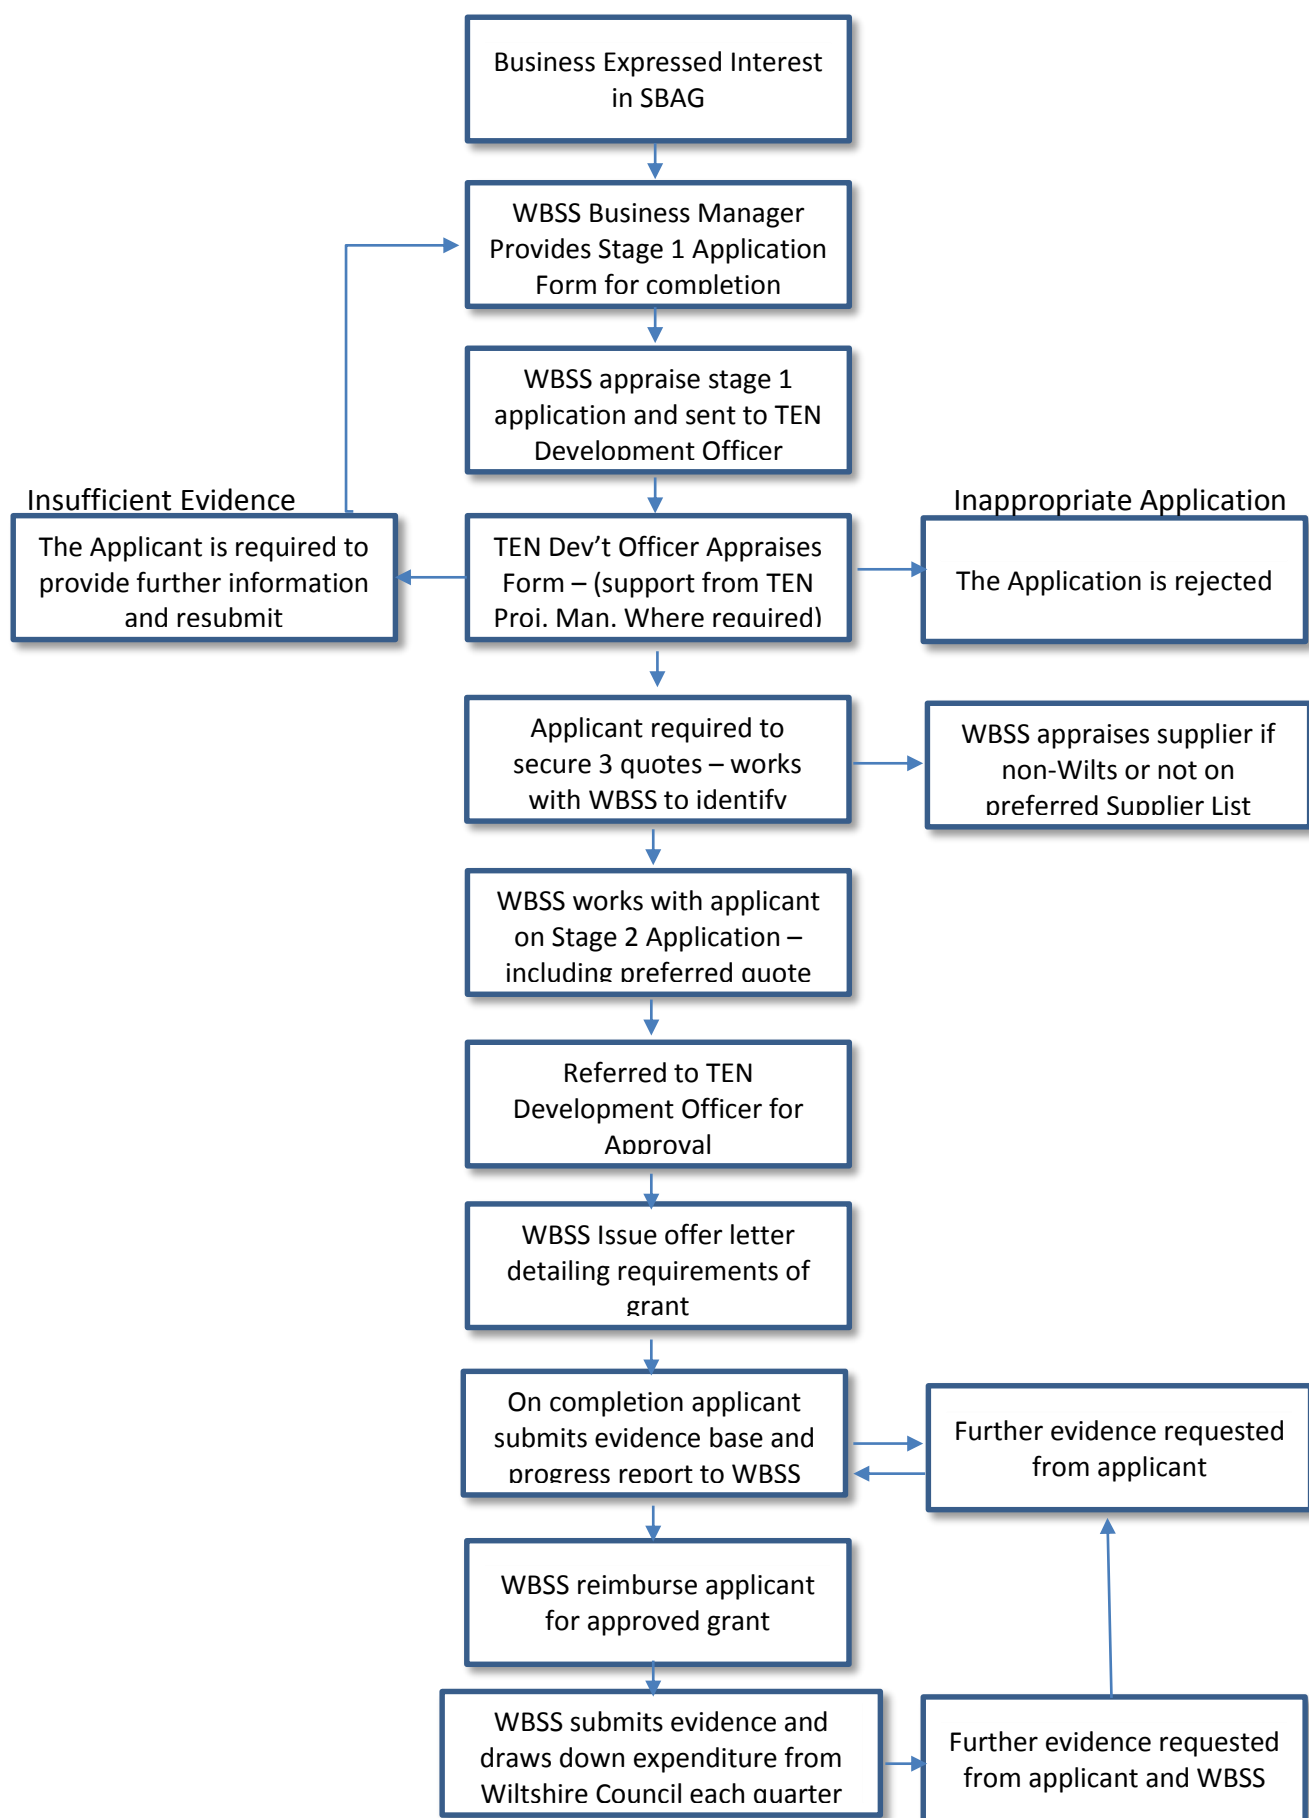 Business Expressed Interest
in SBAG
WBSS Business Manager
Provides Stage 1 Application
Form for completion
WBSS appraise stage 1
application and sent to TEN
Development Officer
Insufficient Evidence
The Applicant is required to
provide further information
and resubmit
TEN Dev’t Officer Appraises
Form – (support from TEN
Proj. Man. Where required)
Inappropriate Application
The Application is rejected
Applicant required to
secure 3 quotes – works
with WBSS to identify
WBSS appraises supplier if
non-Wilts or not on
preferred Supplier List
WBSS works with applicant
on Stage 2 Application –
including preferred quote
Referred to TEN
Development Officer for
Approval
WBSS Issue offer letter
detailing requirements of
grant
On completion applicant
submits evidence base and
progress report to WBSS
Further evidence requested
from applicant
WBSS reimburse applicant
for approved grant
WBSS submits evidence and
draws down expenditure from
Wiltshire Council each quarter
Further evidence requested
from applicant and WBSS